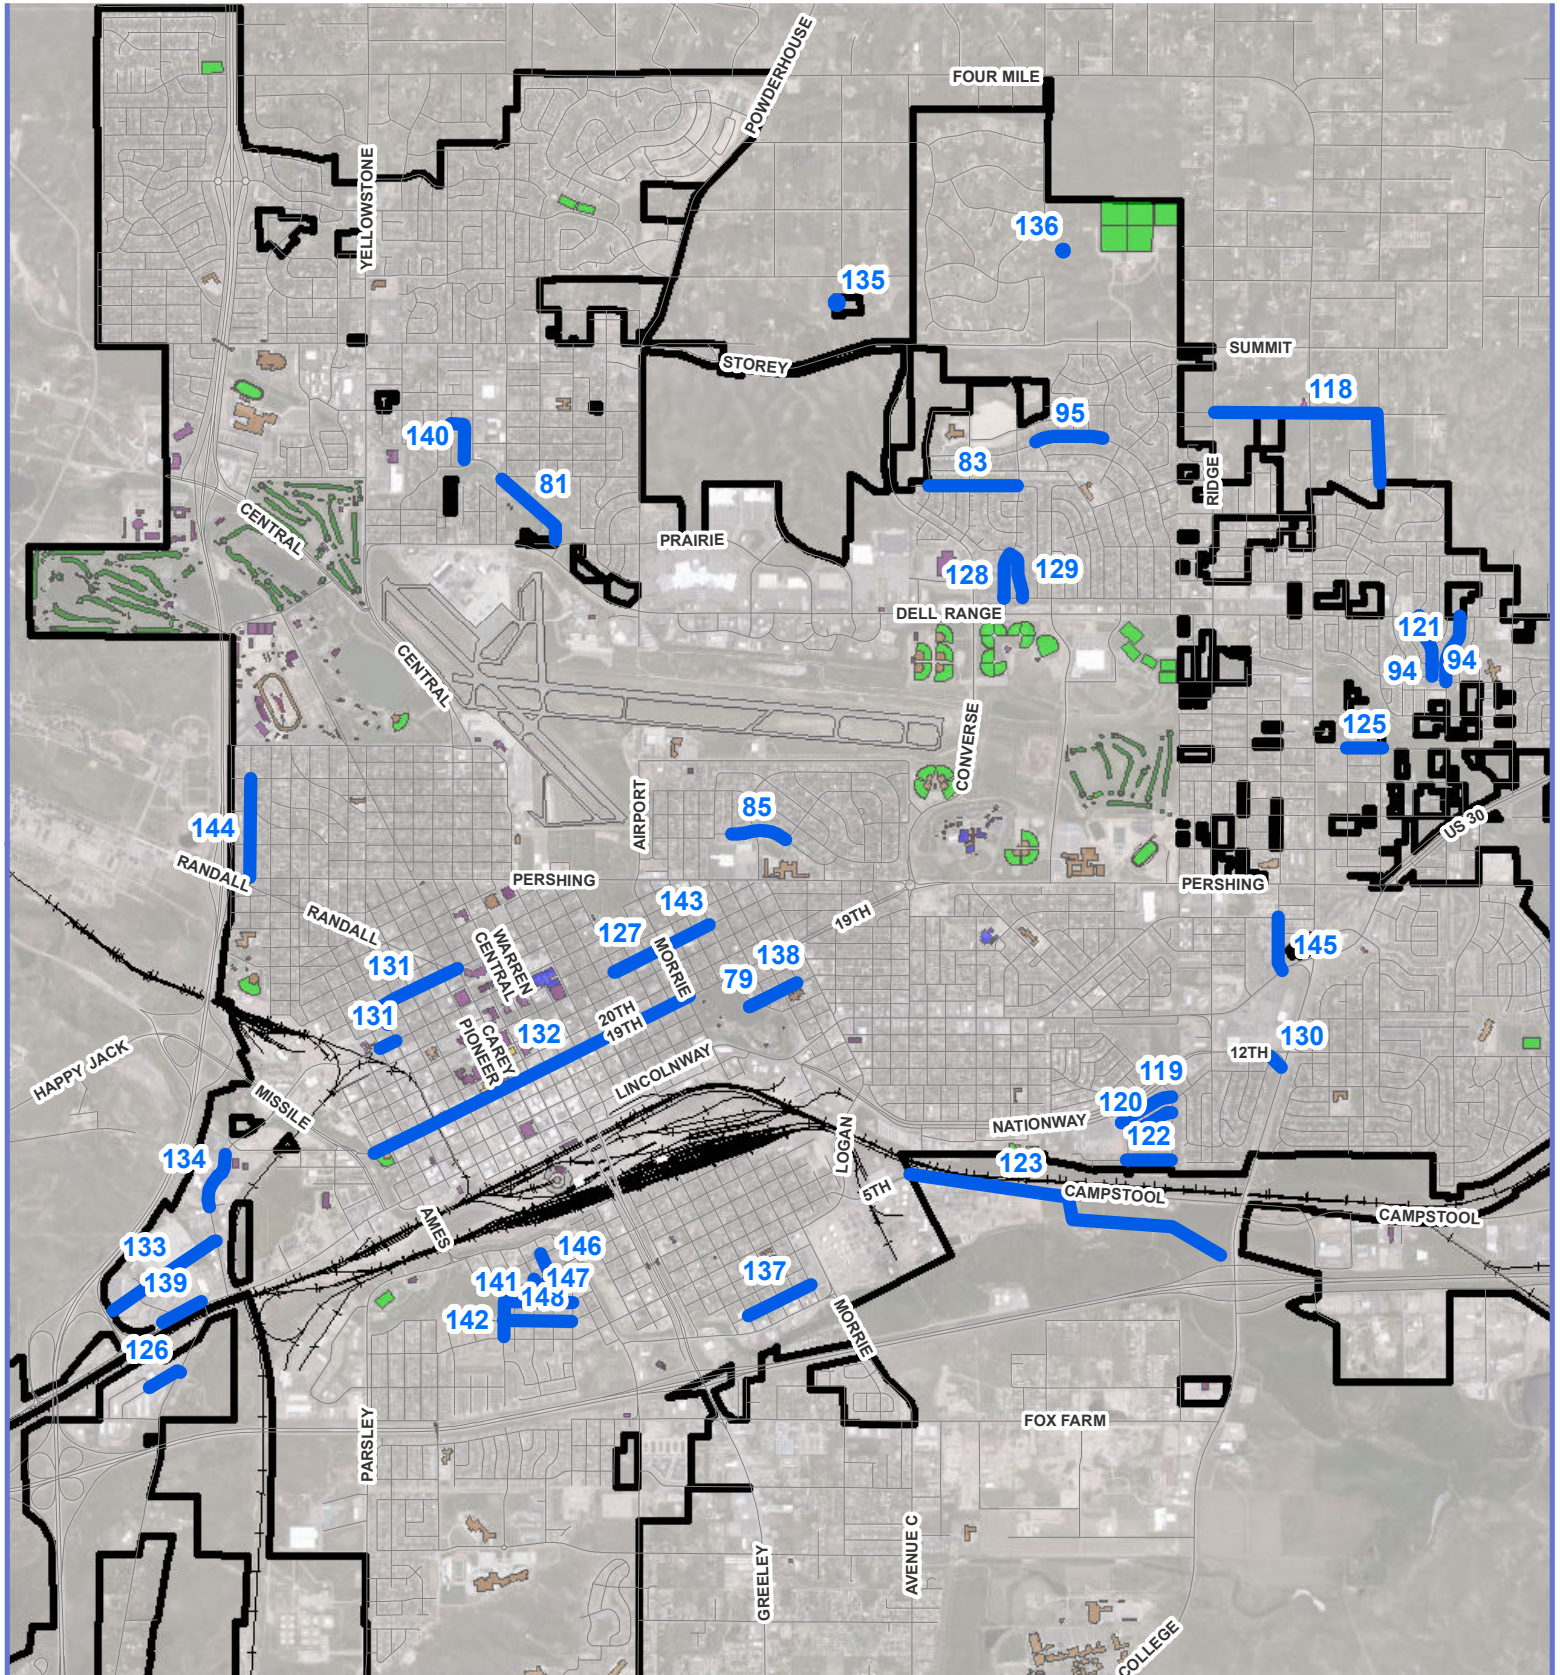 FOUR MILE
POWDERHOUSE
YELLOWSTONE
136
135
STOREY
SUMMIT
118
95
140
83
81
RIDGE
CENTRAL
PRAIRIE
128
129
DELL RANGE
121
94
94
CENTRAL
125
CONVERSE
AIRPORT
85
144
US 30
RANDALL
PERSHING
PERSHING
143
19TH
RANDALL
127
WARREN
CENTRAL
MORRIE
145
131
138
79
131
20TH
19TH
132
CAREY
PIONEER
130
12TH
HAPPY JACK
LINCOLNWAY
119
MISSILE
120
NATIONWAY
122
LOGAN
134
123
5TH
CAMPSTOOL
CAMPSTOOL
AMES
133
146
139
141
147
137
148
142
MORRIE
126
FOX FARM
PARSLEY
AVENUE C
GREELEY
COLLEGE